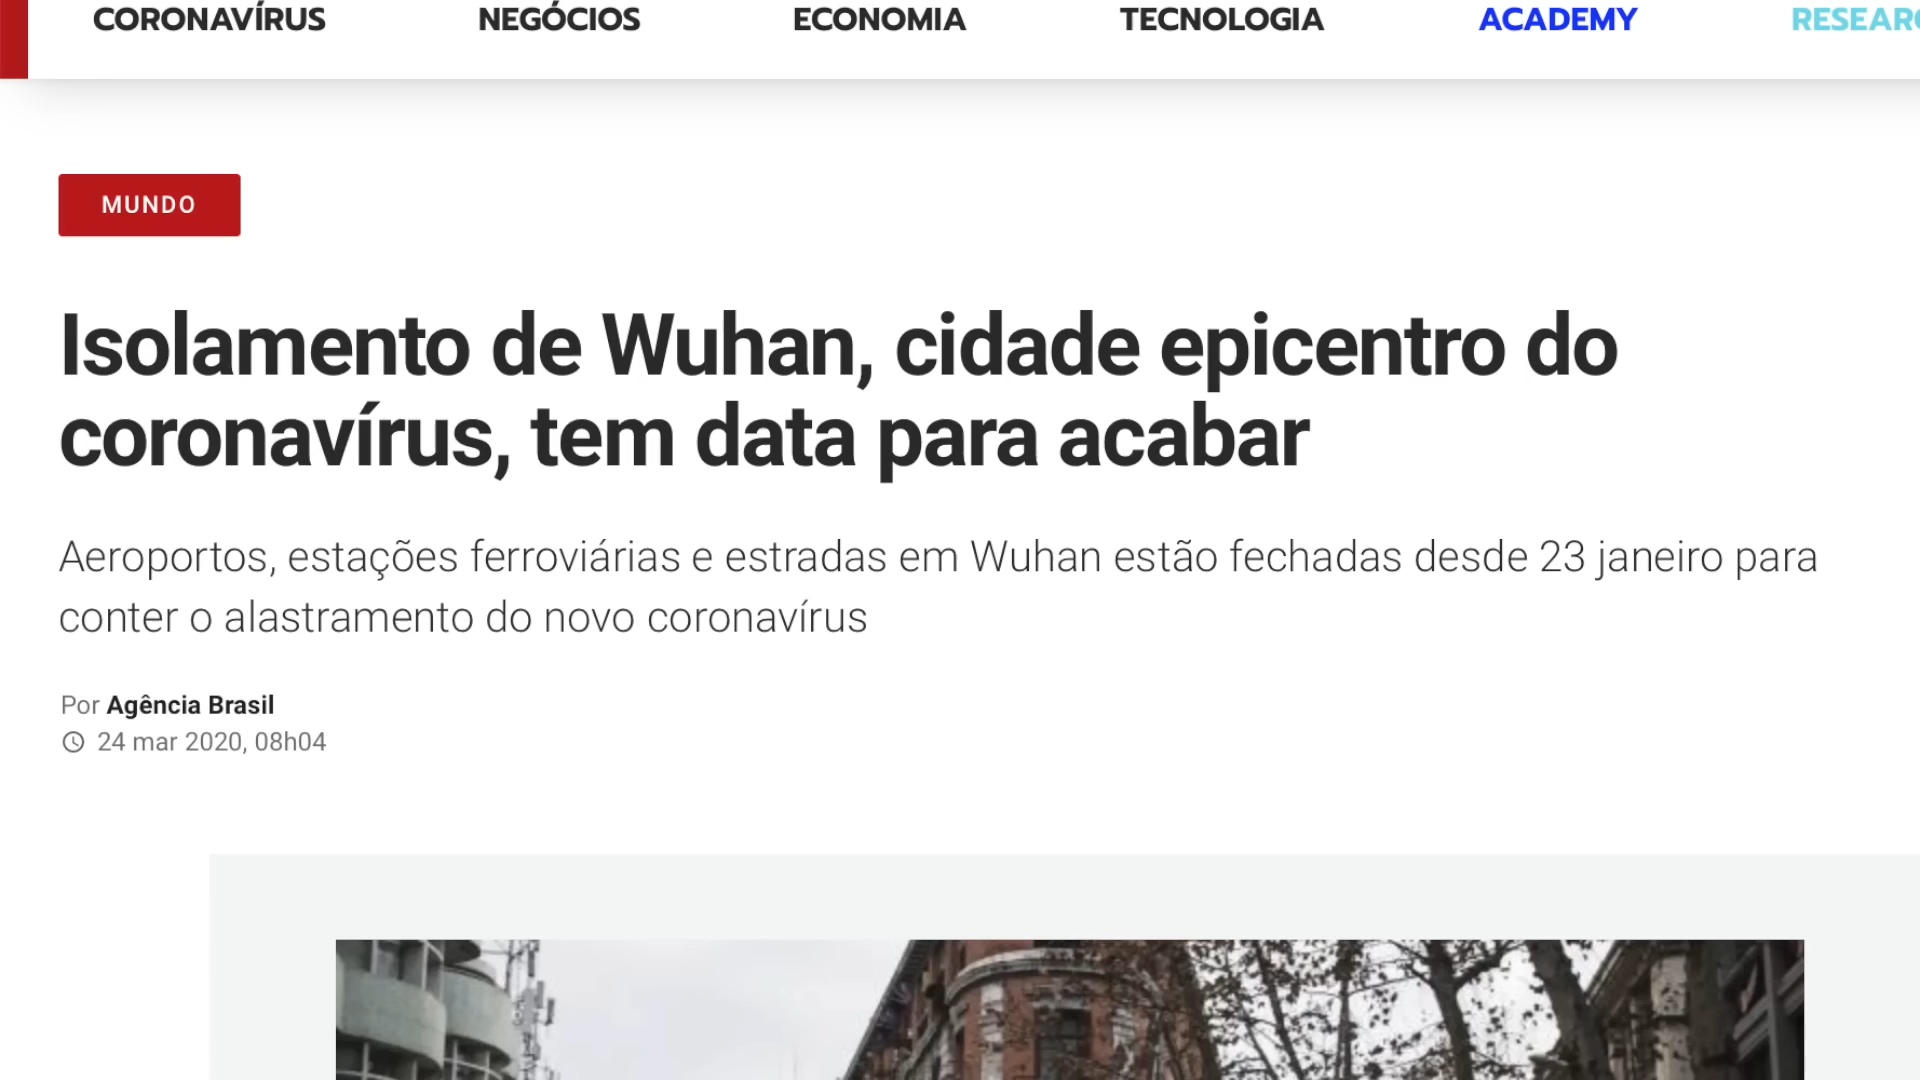 CORONAVÍRUS NEGÓCIOS ECONOMIA TECNOLOGIA ACADEMY
MUNDO
Isolamento de Wuhan, cidade epicentro do
coronavírus, tem data para acabar
Aeroportos, estações ferroviárias e estradas em Wuhan estão fechadas desde 23 janeiro para
conter o alastramento do novo coronavírus
Por Agência Brasil
24 mar 2020, 08h04